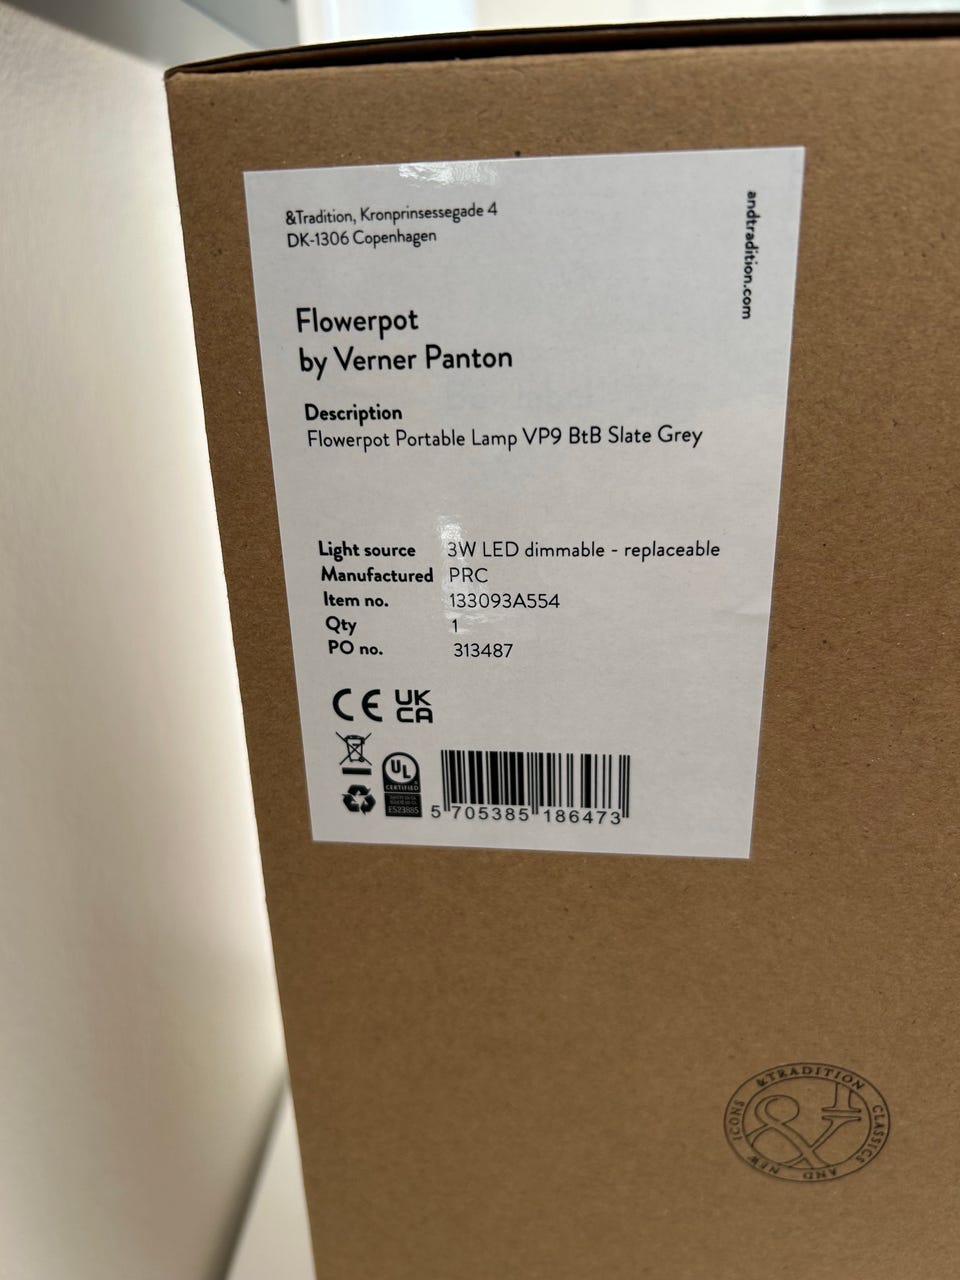 &Tradition, Kronprinsessegade 4
DK-1306 Copenhagen
andtradition.com
Flowerpot
by Verner Panton
Description
Flowerpot Portable Lamp VP9 BtB Slate Grey
Light source 3W LED dimmable - replaceable
Manufactured PRC
Item no. 133093A554
Qty 1
PO no. 313487
CE UK
CA
UL
CERTIFIED
E523885
5 705385 186473
&TRADITION
CLASSICS
AND
NEW
ICONS
&